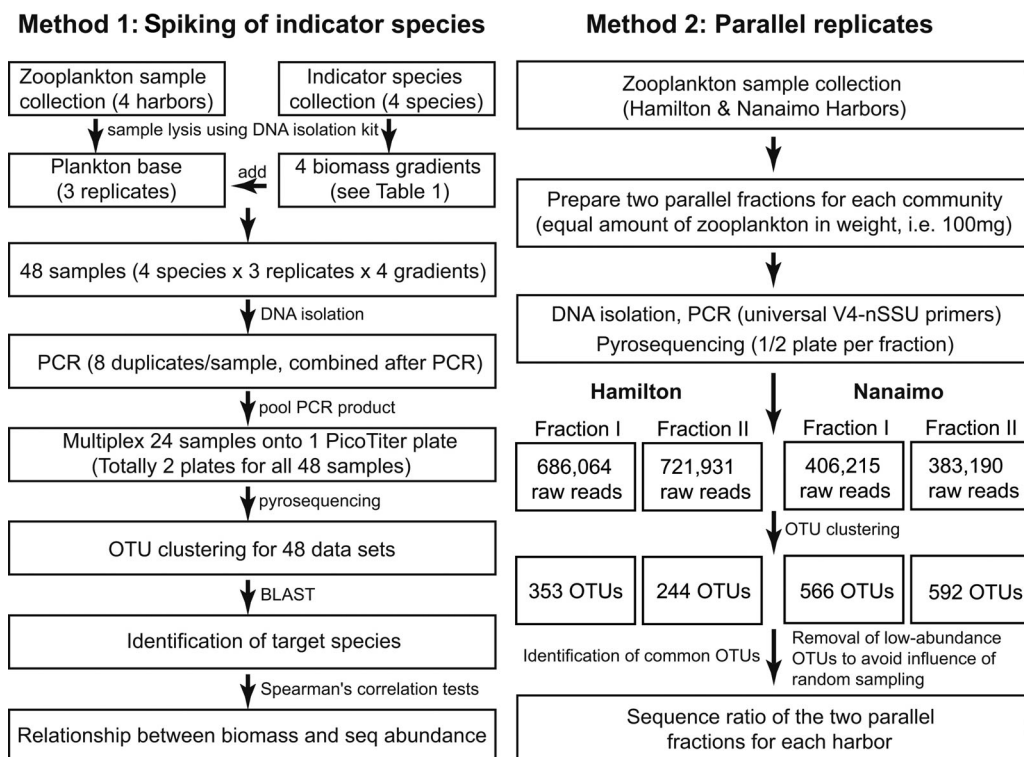 Method 1: Spiking of indicator species
Zooplankton sample
collection (4 harbors)
Indicator species
collection (4 species)
sample lysis using DNA isolation kit
Plankton base
(3 replicates)
add
4 biomass gradients
(see Table 1)
48 samples (4 species x 3 replicates x 4 gradients)
DNA isolation
PCR (8 duplicates/sample, combined after PCR)
pool PCR product
Multiplex 24 samples onto 1 PicoTiter plate
(Totally 2 plates for all 48 samples)
pyrosequencing
OTU clustering for 48 data sets
BLAST
Identification of target species
Spearman's correlation tests
Relationship between biomass and seq abundance
Method 2: Parallel replicates
Zooplankton sample collection
(Hamilton & Nanaimo Harbors)
Prepare two parallel fractions for each community
(equal amount of zooplankton in weight, i.e. 100mg)
DNA isolation, PCR (universal V4-nSSU primers)
Pyrosequencing (1/2 plate per fraction)
Hamilton
Nanaimo
Fraction I
Fraction II
Fraction I
Fraction II
686,064
raw reads
721,931
raw reads
406,215
raw reads
383,190
raw reads
OTU clustering
353 OTUs
244 OTUs
566 OTUs
592 OTUs
Identification of common OTUs
Removal of low-abundance
OTUs to avoid influence of
random sampling
Sequence ratio of the two parallel
fractions for each harbor